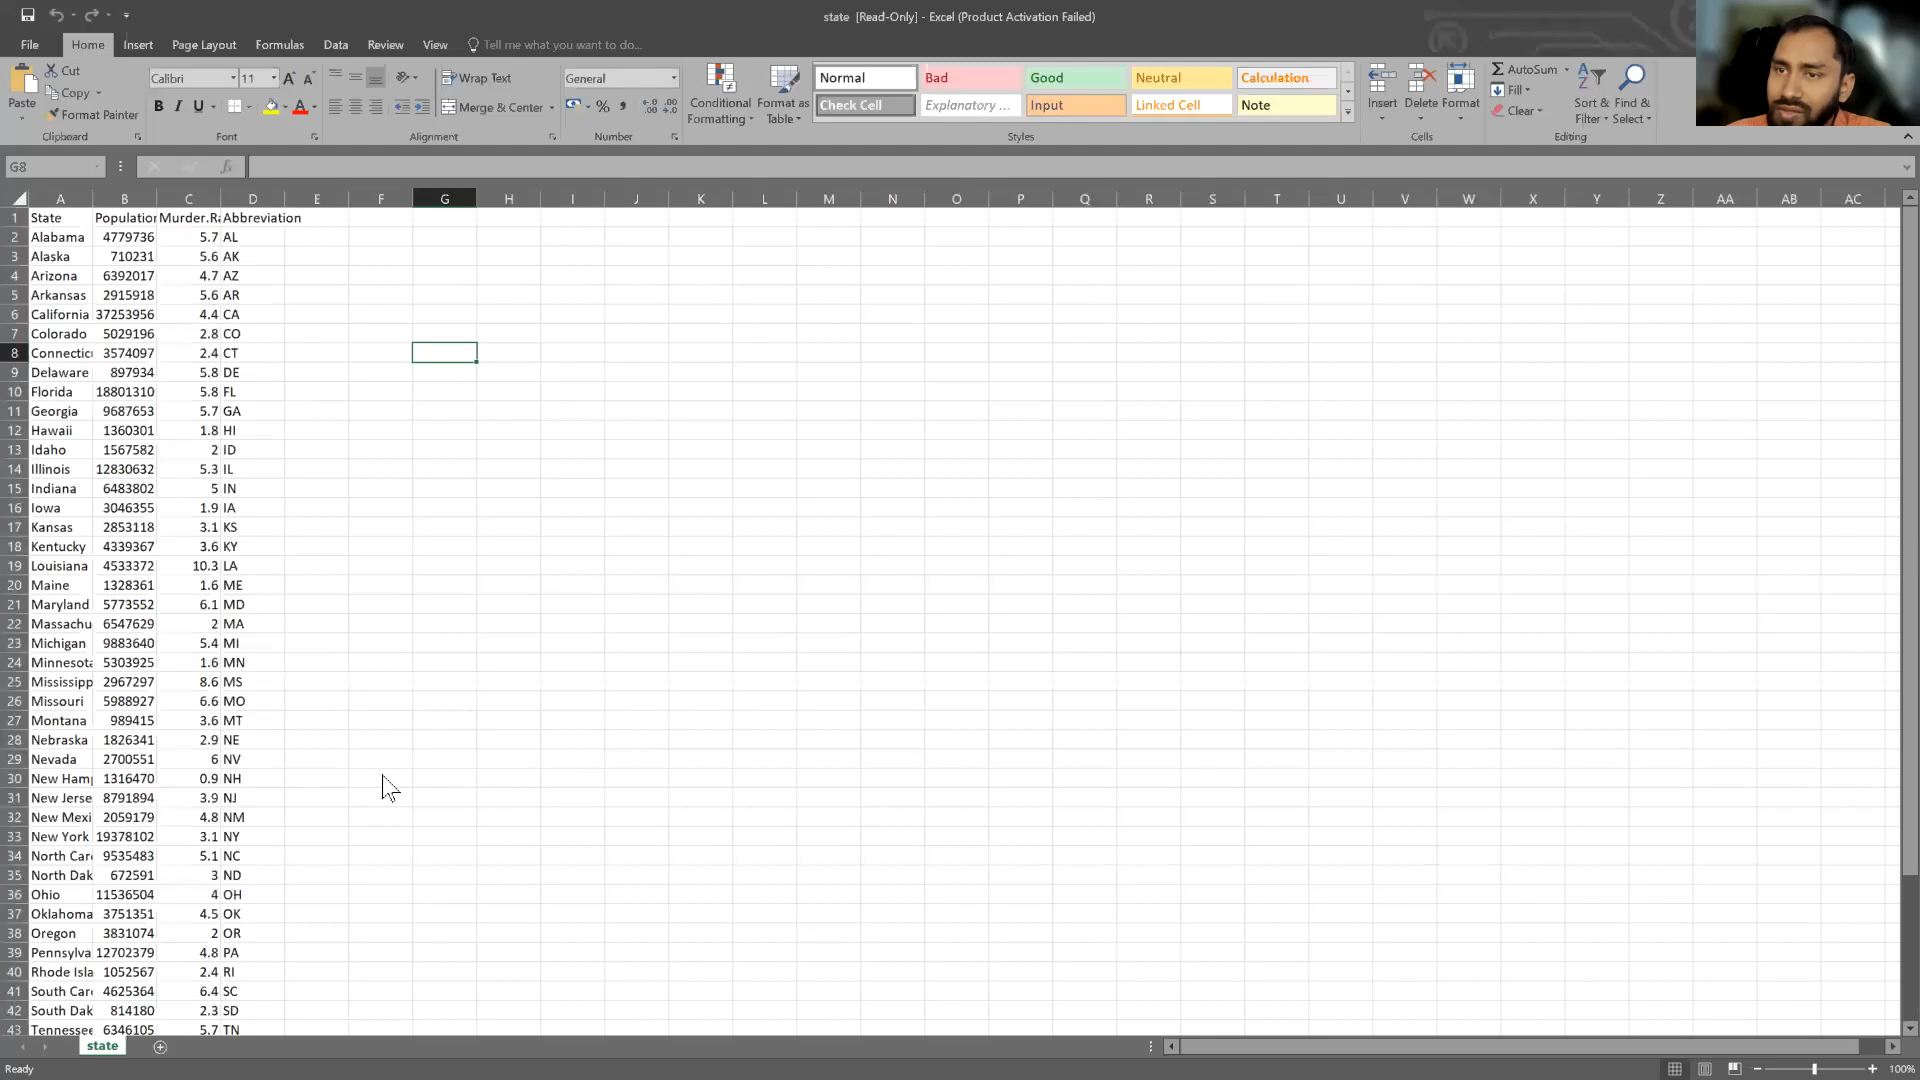 state [Read-Only] - Excel (Product Activation Failed)
File Home Insert Page Layout Formulas Data Review View Tell me what you want to do...
Paste Cut Copy Format Painter Clipboard
Calibri 11 B I U A A A Font
Wrap Text Merge & Center Alignment
General % Number
Conditional Formatting Format as Table
Normal Bad Good Neutral Calculation
Check Cell Explanatory ... Input Linked Cell Note
Styles
Insert Delete Format Cells
AutoSum Fill Clear Sort & Filter Find & Select Editing
G8 fx
A B C D E F G H I J K L M N O P Q R S T U V W X Y Z AA AB AC
1 State Population Murder.Ra Abbreviation
2 Alabama 4779736 5.7 AL
3 Alaska 710231 5.6 AK
4 Arizona 6392017 4.7 AZ
5 Arkansas 2915918 5.6 AR
6 California 37253956 4.4 CA
7 Colorado 5029196 2.8 CO
8 Connecticu 3574097 2.4 CT
9 Delaware 897934 5.8 DE
10 Florida 18801310 5.8 FL
11 Georgia 9687653 5.7 GA
12 Hawaii 1360301 1.8 HI
13 Idaho 1567582 2 ID
14 Illinois 12830632 5.3 IL
15 Indiana 6483802 5 IN
16 Iowa 3046355 1.9 IA
17 Kansas 2853118 3.1 KS
18 Kentucky 4339367 3.6 KY
19 Louisiana 4533372 10.3 LA
20 Maine 1328361 1.6 ME
21 Maryland 5773552 6.1 MD
22 Massachu 6547629 2 MA
23 Michigan 9883640 5.4 MI
24 Minnesota 5303925 1.6 MN
25 Mississipp 2967297 8.6 MS
26 Missouri 5988927 6.6 MO
27 Montana 989415 3.6 MT
28 Nebraska 1826341 2.9 NE
29 Nevada 2700551 6 NV
30 New Hamp 1316470 0.9 NH
31 New Jerse 8791894 3.9 NJ
32 New Mexi 2059179 4.8 NM
33 New York 19378102 3.1 NY
34 North Caro 9535483 5.1 NC
35 North Dak 672591 3 ND
36 Ohio 11536504 4 OH
37 Oklahoma 3751351 4.5 OK
38 Oregon 3831074 2 OR
39 Pennsylva 12702379 4.8 PA
40 Rhode Isla 1052567 2.4 RI
41 South Caro 4625364 6.4 SC
42 South Dak 814180 2.3 SD
43 Tennessee 6346105 5.7 TN
state
Ready 100%